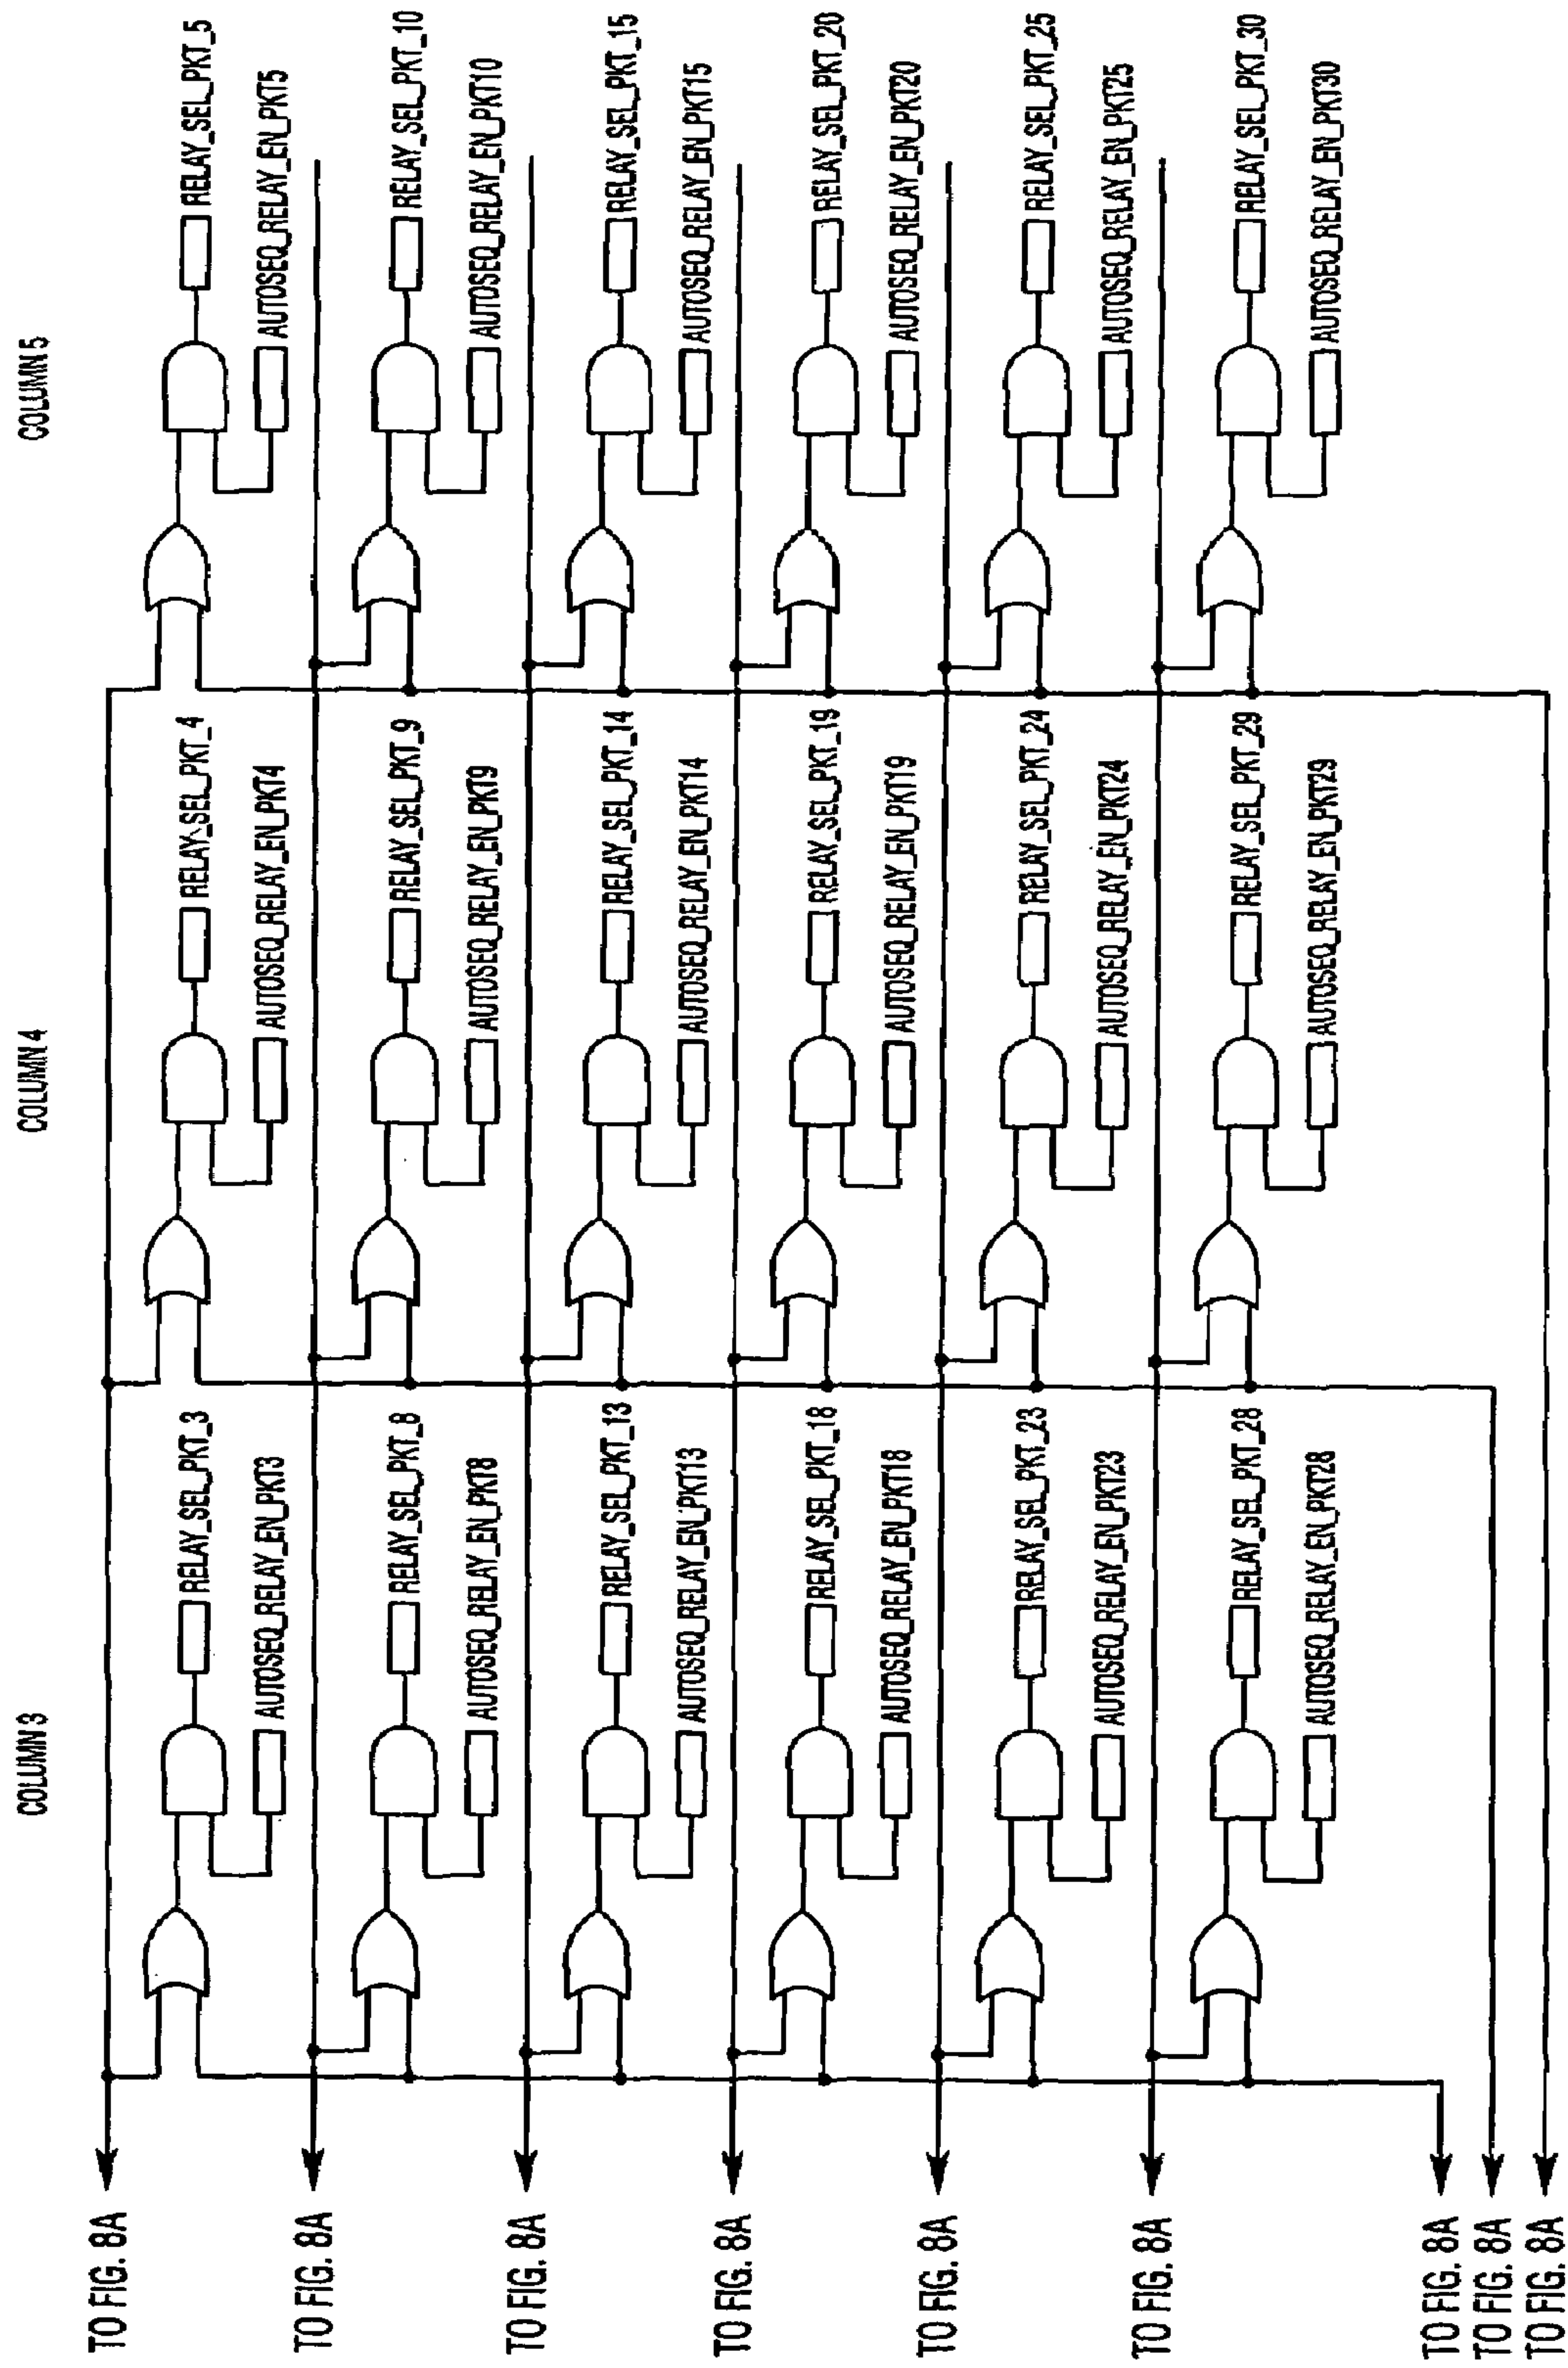 COLUMN 3
COLUMN 4
COLUMN 5
TO FIG. 8A
RELAY_SEL_PKT_3
RELAY_SEL_PKT_4
RELAY_SEL_PKT_5
AUTOSEQ_RELAY_EN_PKT3
AUTOSEQ_RELAY_EN_PKT4
AUTOSEQ_RELAY_EN_PKT5
TO FIG. 8A
RELAY_SEL_PKT_8
RELAY_SEL_PKT_9
RELAY_SEL_PKT_10
AUTOSEQ_RELAY_EN_PKT8
AUTOSEQ_RELAY_EN_PKT9
AUTOSEQ_RELAY_EN_PKT10
TO FIG. 8A
RELAY_SEL_PKT_13
RELAY_SEL_PKT_14
RELAY_SEL_PKT_15
AUTOSEQ_RELAY_EN_PKT13
AUTOSEQ_RELAY_EN_PKT14
AUTOSEQ_RELAY_EN_PKT15
TO FIG. 8A
RELAY_SEL_PKT_18
RELAY_SEL_PKT_19
RELAY_SEL_PKT_20
AUTOSEQ_RELAY_EN_PKT18
AUTOSEQ_RELAY_EN_PKT19
AUTOSEQ_RELAY_EN_PKT20
TO FIG. 8A
RELAY_SEL_PKT_23
RELAY_SEL_PKT_24
RELAY_SEL_PKT_25
AUTOSEQ_RELAY_EN_PKT23
AUTOSEQ_RELAY_EN_PKT24
AUTOSEQ_RELAY_EN_PKT25
TO FIG. 8A
RELAY_SEL_PKT_28
RELAY_SEL_PKT_29
RELAY_SEL_PKT_30
AUTOSEQ_RELAY_EN_PKT28
AUTOSEQ_RELAY_EN_PKT29
AUTOSEQ_RELAY_EN_PKT30
TO FIG. 8A
TO FIG. 8A
TO FIG. 8A